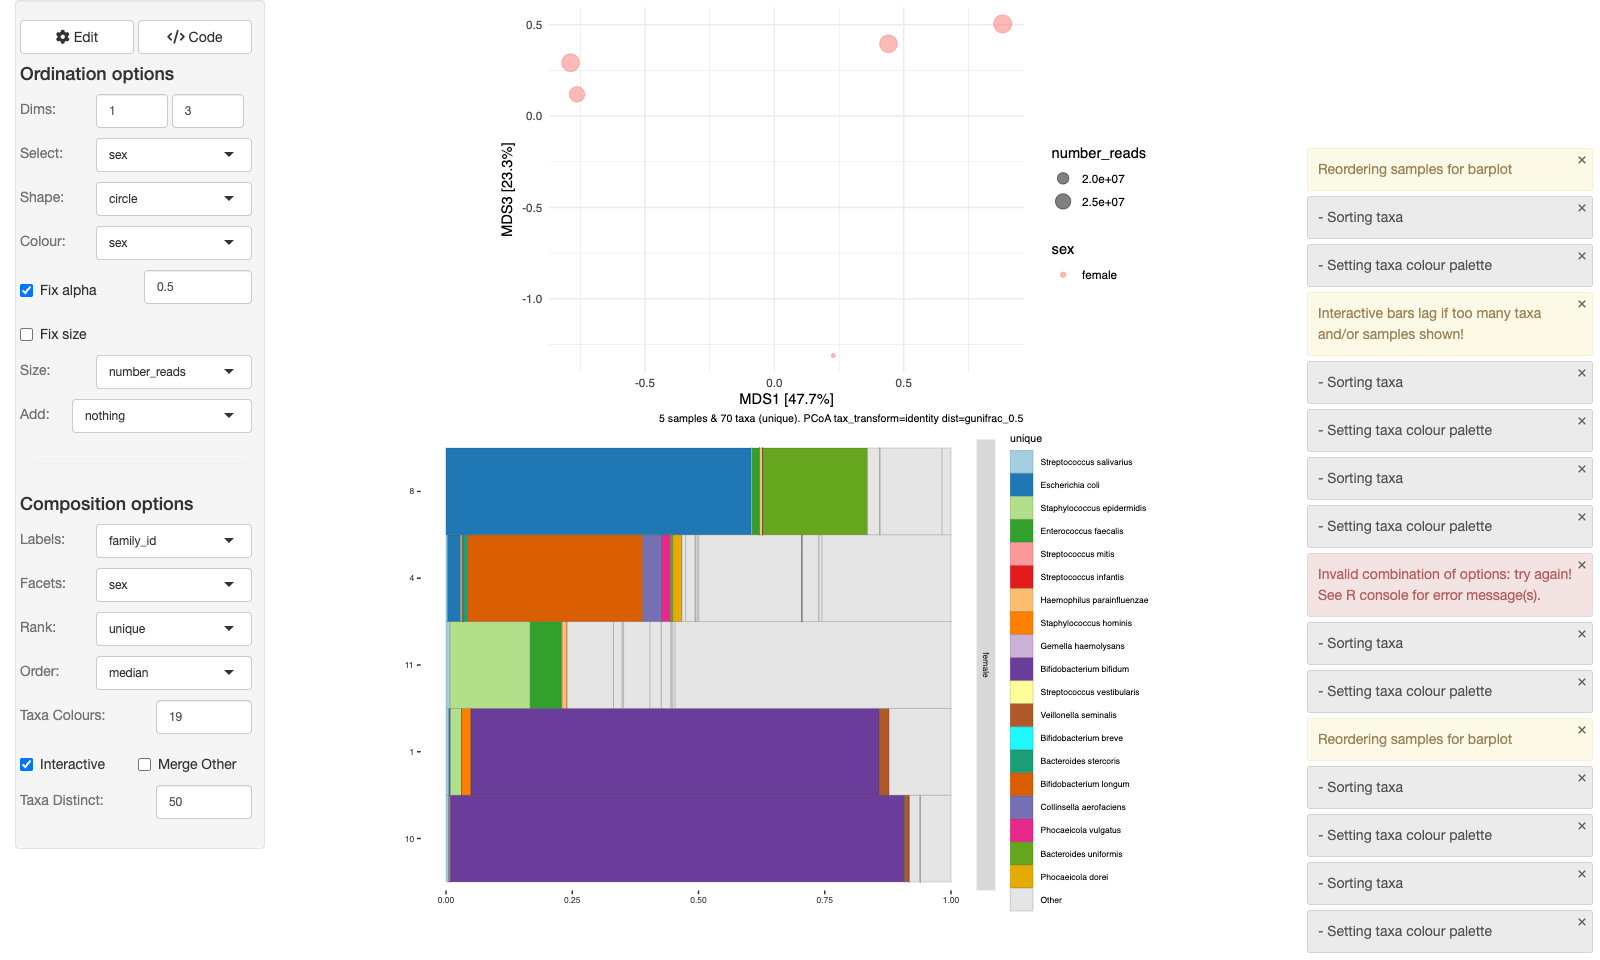 Edit
</> Code
Ordination options
Dims:
1
3
Select:
sex
Shape:
circle
Colour:
sex
Fix alpha
0.5
Fix size
Size:
number_reads
Add:
nothing
Composition options
Labels:
family_id
Facets:
sex
Rank:
unique
Order:
median
Taxa Colours:
19
Interactive
Merge Other
Taxa Distinct:
50
0.5
0.0
-0.5
-1.0
MDS3 [23.3%]
-0.5
0.0
0.5
MDS1 [47.7%]
5 samples & 70 taxa (unique). PCoA tax_transform=identity dist=gunifrac_0.5
number_reads
2.0e+07
2.5e+07
sex
female
8
4
11
1
10
0.00
0.25
0.50
0.75
1.00
female
unique
Streptococcus salivarius
Escherichia coli
Staphylococcus epidermidis
Enterococcus faecalis
Streptococcus mitis
Streptococcus infantis
Haemophilus parainfluenzae
Staphylococcus hominis
Gemella haemolysans
Bifidobacterium bifidum
Streptococcus vestibularis
Veillonella seminalis
Bifidobacterium breve
Bacteroides stercoris
Bifidobacterium longum
Collinsella aerofaciens
Phocaeicola vulgatus
Bacteroides uniformis
Phocaeicola dorei
Other
Reordering samples for barplot
- Sorting taxa
- Setting taxa colour palette
Interactive bars lag if too many taxa
and/or samples shown!
- Sorting taxa
- Setting taxa colour palette
- Sorting taxa
- Setting taxa colour palette
Invalid combination of options: try again!
See R console for error message(s).
- Sorting taxa
- Setting taxa colour palette
Reordering samples for barplot
- Sorting taxa
- Setting taxa colour palette
- Sorting taxa
- Setting taxa colour palette